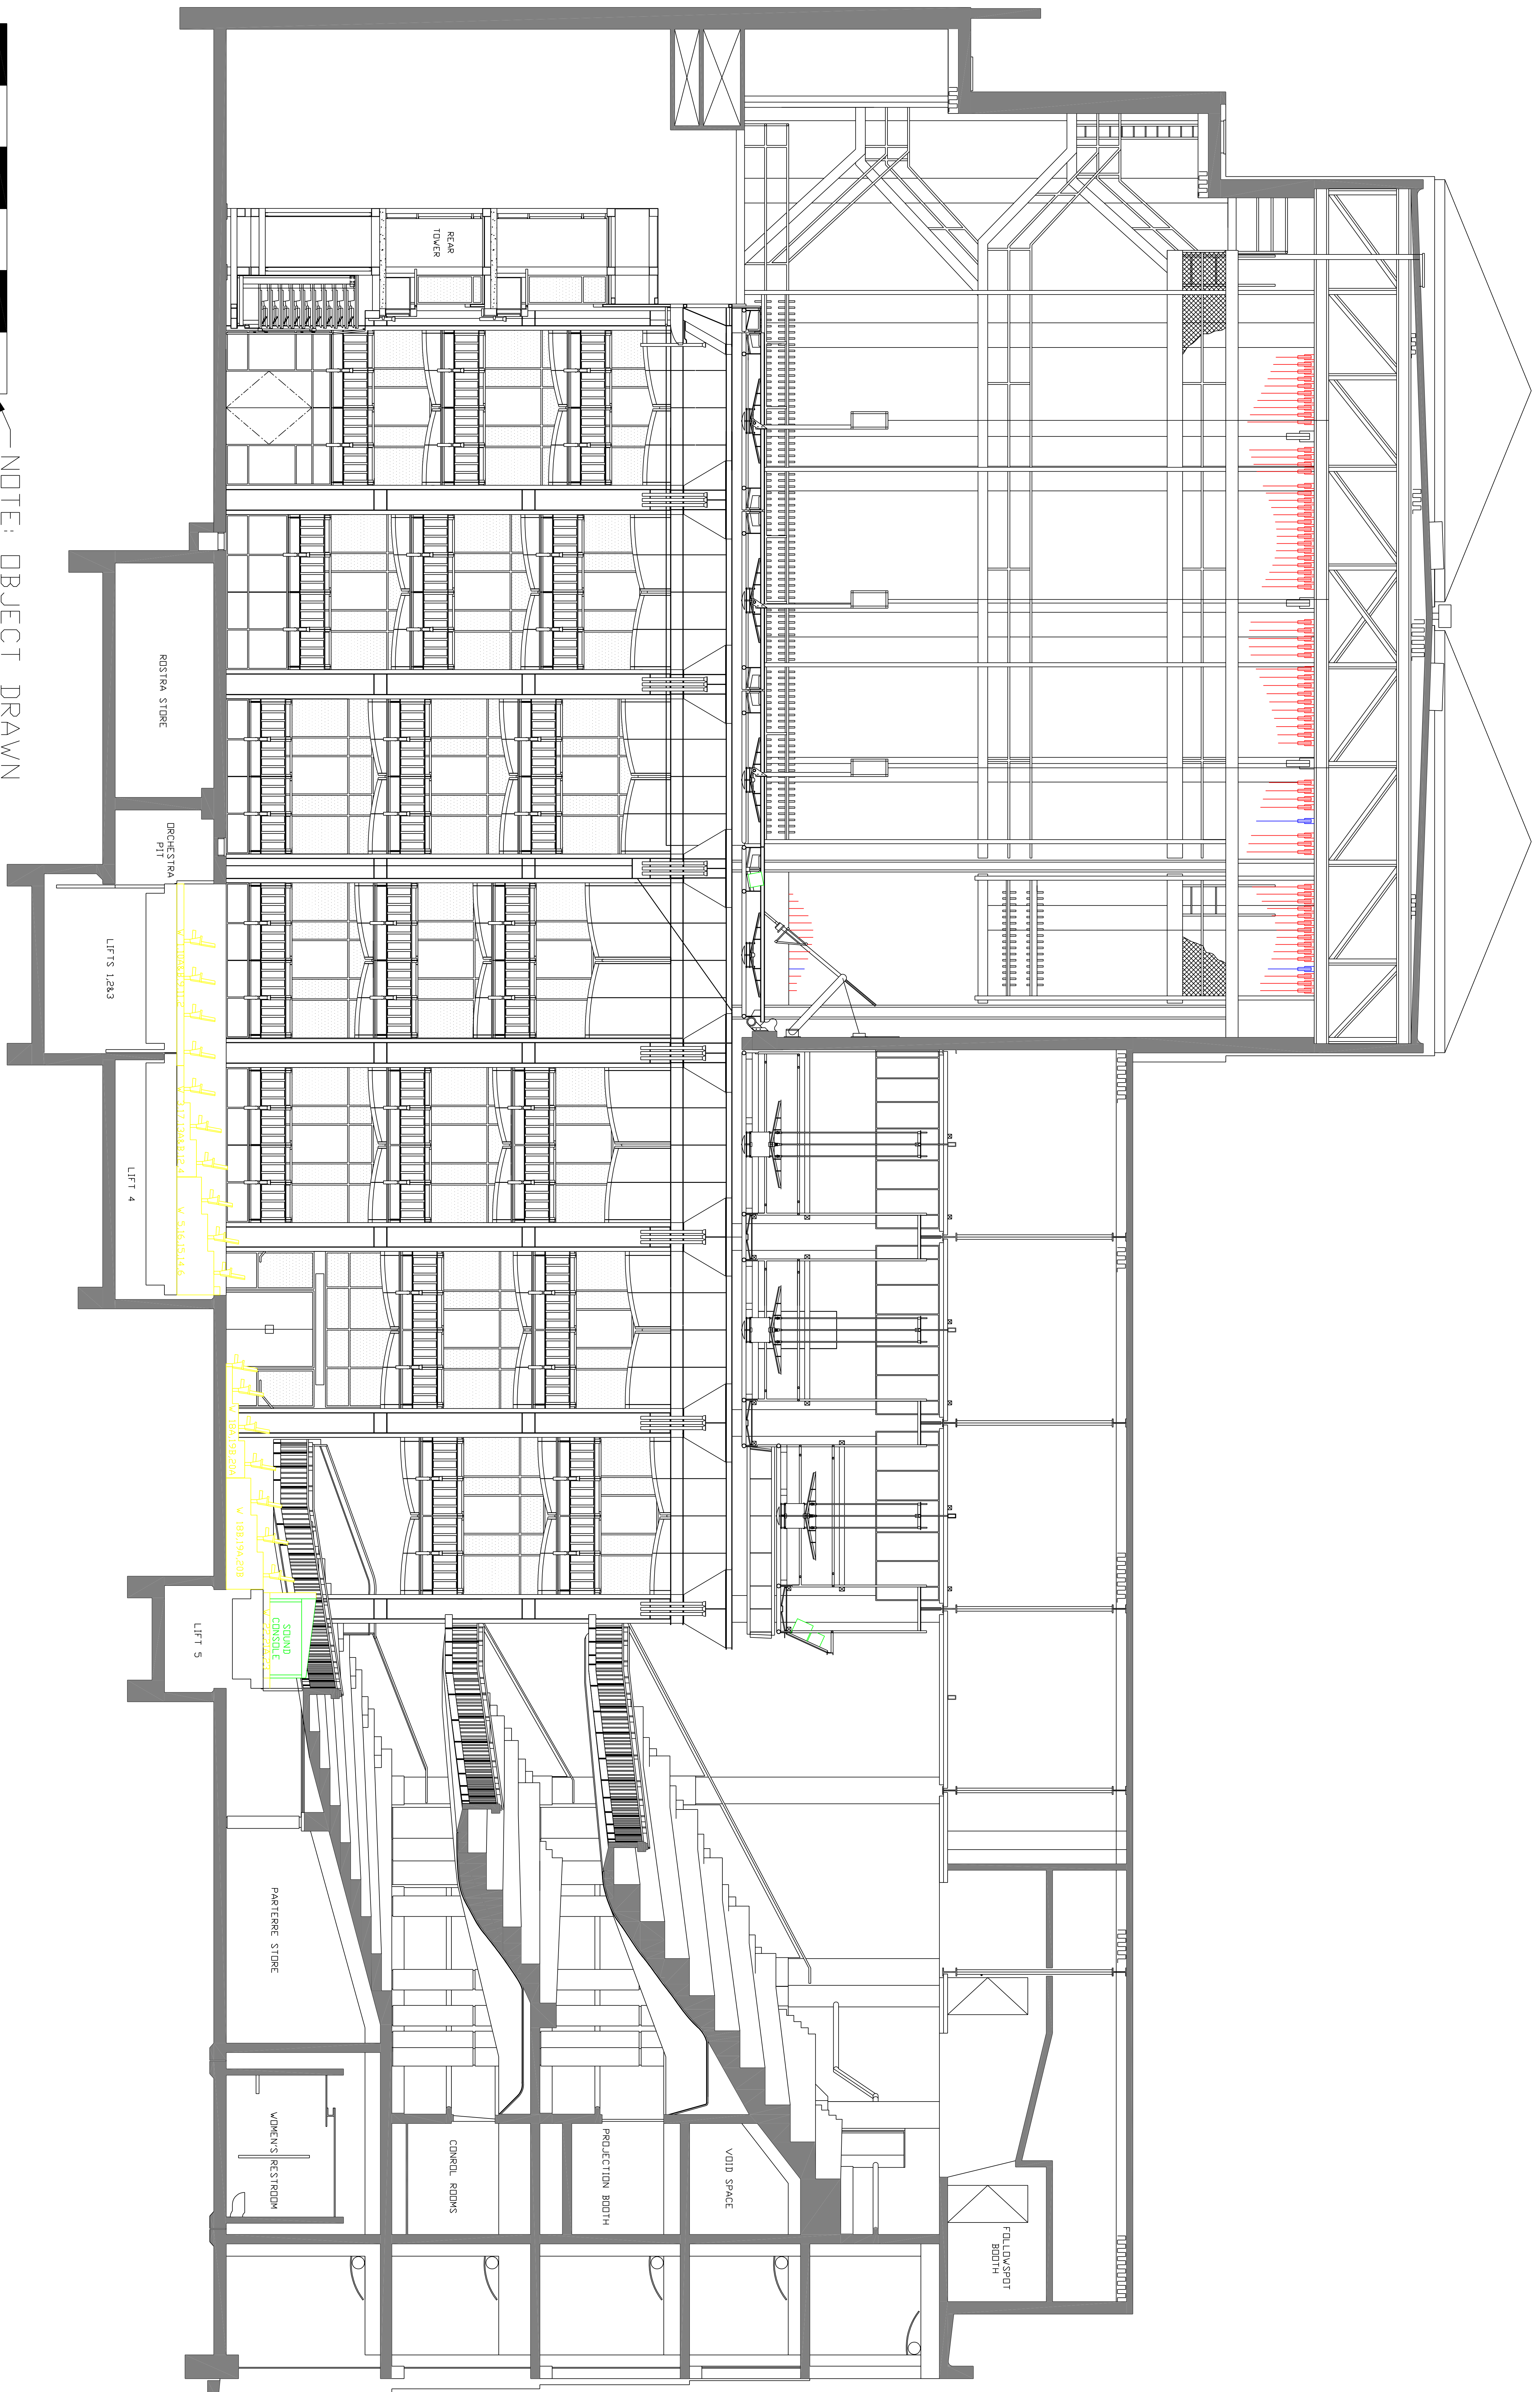 REAR
TOWER
ROSTRA STORE
ORCHESTRA
PIT
LIFTS 1,2&3
LIFT 4
LIFT 5
SOUND
CONSOLE
PARTERRE STORE
WOMEN'S RESTROOM
CONROL ROOMS
PROJECTION BOOTH
VOID SPACE
FOLLOWSPOT
BOOTH
NOTE: OBJECT DRAWN